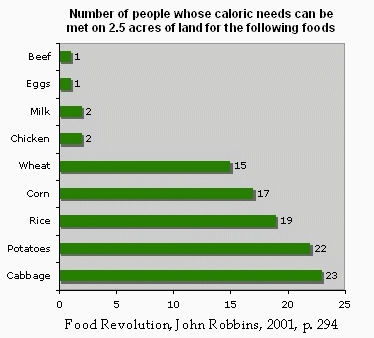 Number of people whose caloric needs can be
met on 2.5 acres of land for the following foods
Beef 1
Eggs 1
Milk 2
Chicken 2
Wheat 15
Corn 17
Rice 19
Potatoes 22
Cabbage 23
0 5 10 15 20 25
Food Revolution, John Robbins, 2001, p. 294